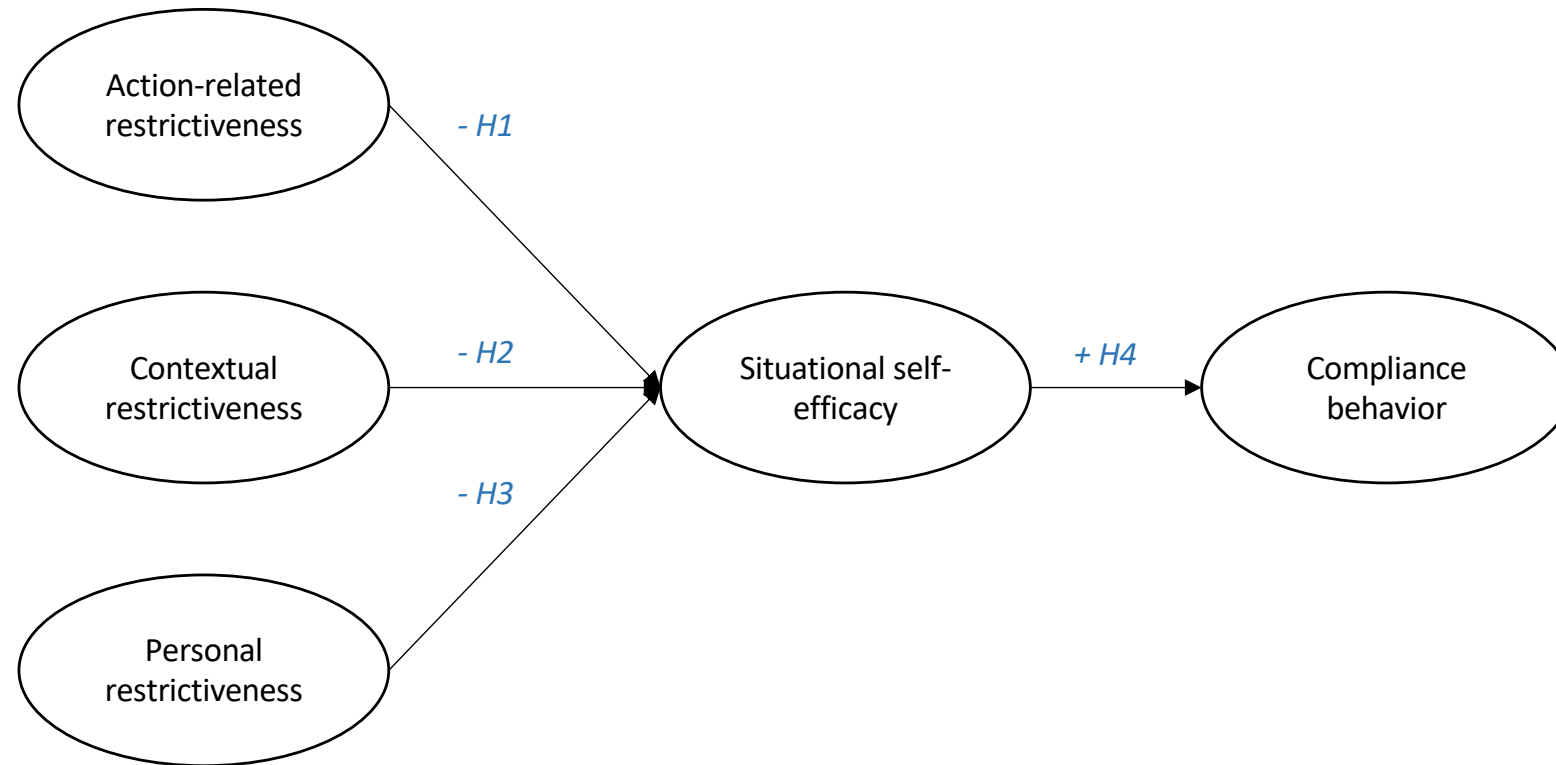 Action-related
restrictiveness
- H1
Contextual
restrictiveness
- H2
Situational self-
efficacy
+ H4
Compliance
behavior
- H3
Personal
restrictiveness